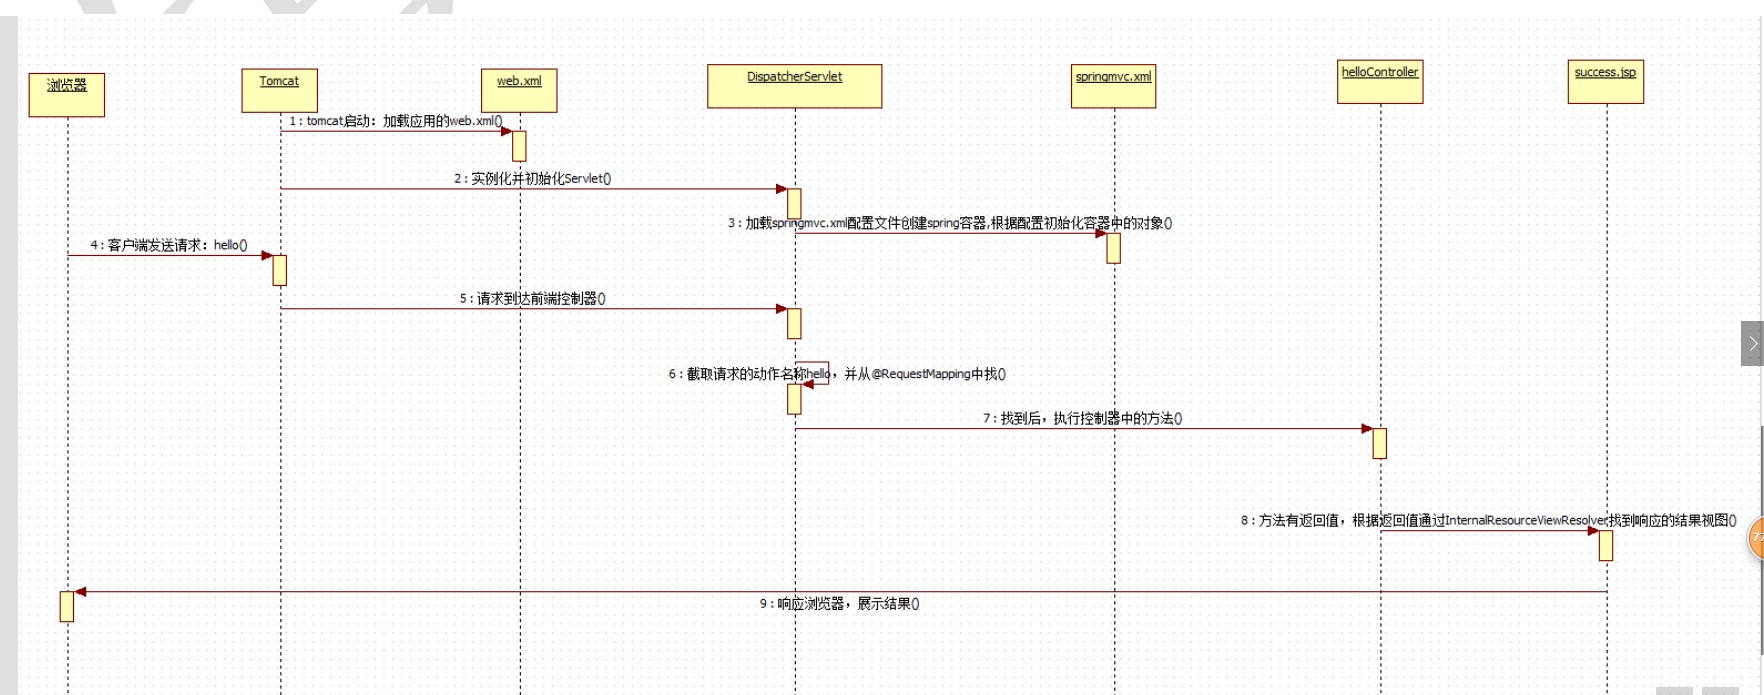 浏览器
Tomcat
web.xml
DispatcherServlet
springmvc.xml
helloController
success.jsp
1 : tomcat启动：加载应用的web.xml()
2 : 实例化并初始化Servlet()
3 : 加载springmvc.xml配置文件创建spring容器,根据配置初始化容器中的对象()
4 : 客户端发送请求：hello()
5 : 请求到达前端控制器()
6 : 截取请求的动作名称hello，并从@RequestMapping中找()
7 : 找到后，执行控制器中的方法()
8 : 方法有返回值，根据返回值通过InternalResourceViewResolver找到响应的结果视图()
9 : 响应浏览器，展示结果()